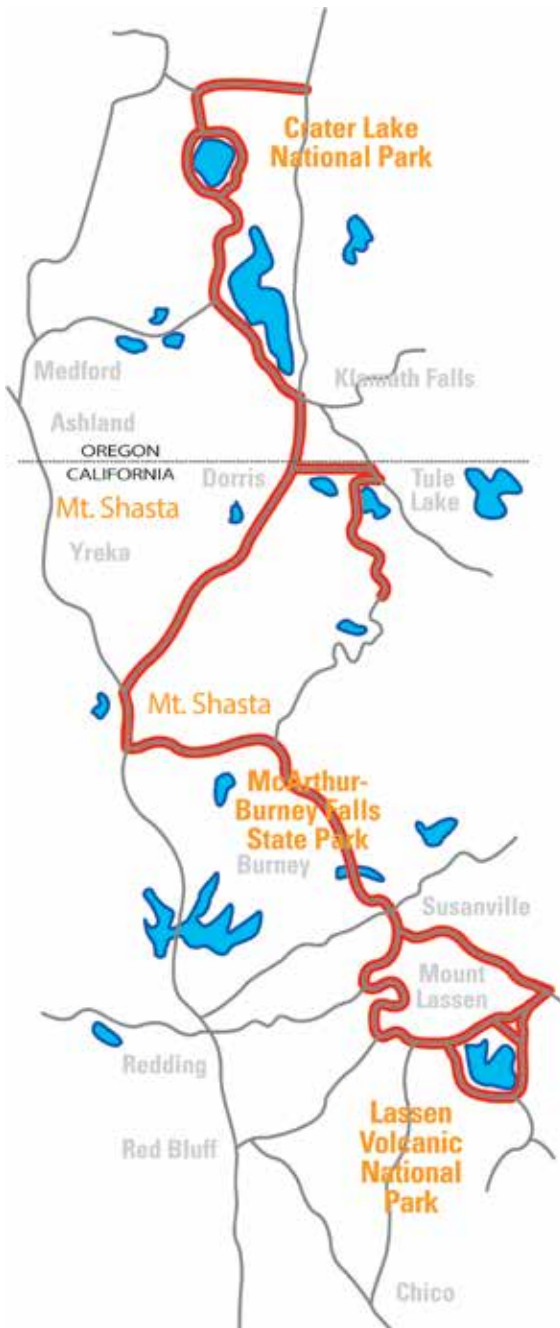 Crater Lake
National Park
Medford
Klamath Falls
Ashland
OREGON
CALIFORNIA
Dorris
Tule
Lake
Mt. Shasta
Yreka
Mt. Shasta
McArthur-
Burney Falls
State Park
Burney
Susanville
Mount
Lassen
Redding
Lassen
Volcanic
National
Park
Red Bluff
Chico